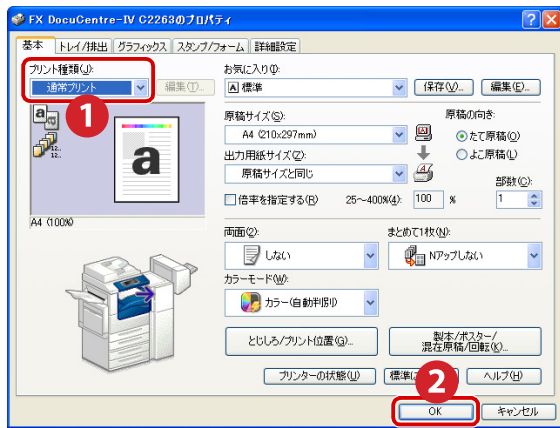 FX DocuCentre-IV C2263のプロパティ
基本 トレイ/排出 グラフィックス スタンプ/フォーム 詳細設定
プリント種類(J):
通常プリント 編集(T)...
1
お気に入り(I):
標準 保存(V)... 編集(E)...
a
12..
12..
a
A4 (100%)
原稿サイズ(S):
A4 (210x297mm)
原稿の向き:
たて原稿(O)
よこ原稿(L)
出力用紙サイズ(Z):
原稿サイズと同じ
倍率を指定する(R) 25～400%(4): 100 %
部数(C):
1
両面(2):
しない
まとめて1枚(N):
Nアップしない
カラーモード(W):
カラー(自動判別)
とじしろ/プリント位置(G)...
製本/ポスター/
混在原稿/回転(K)...
プリンターの状態(U) 標準に ヘルプ(H)
2
OK キャンセル